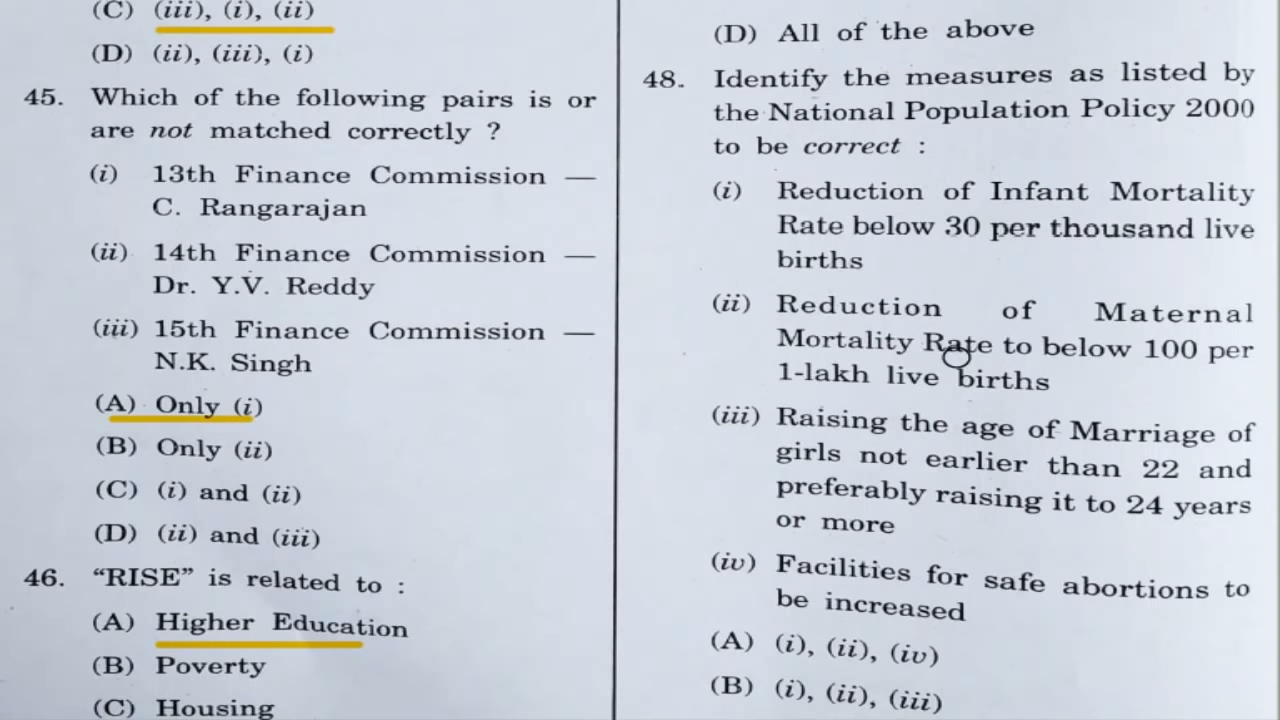 (C) (iii), (i), (ii)
(D) (ii), (iii), (i)
45. Which of the following pairs is or
are not matched correctly ?
(i) 13th Finance Commission —
C. Rangarajan
(ii) 14th Finance Commission —
Dr. Y.V. Reddy
(iii) 15th Finance Commission —
N.K. Singh
(A) Only (i)
(B) Only (ii)
(C) (i) and (ii)
(D) (ii) and (iii)
46. “RISE” is related to :
(A) Higher Education
(B) Poverty
(C) Housing
(D) All of the above
48. Identify the measures as listed by
the National Population Policy 2000
to be correct :
(i) Reduction of Infant Mortality
Rate below 30 per thousand live
births
(ii) Reduction of Maternal
Mortality Rate to below 100 per
1-lakh live births
(iii) Raising the age of Marriage of
girls not earlier than 22 and
preferably raising it to 24 years
or more
(iv) Facilities for safe abortions to
be increased
(A) (i), (ii), (iv)
(B) (i), (ii), (iii)